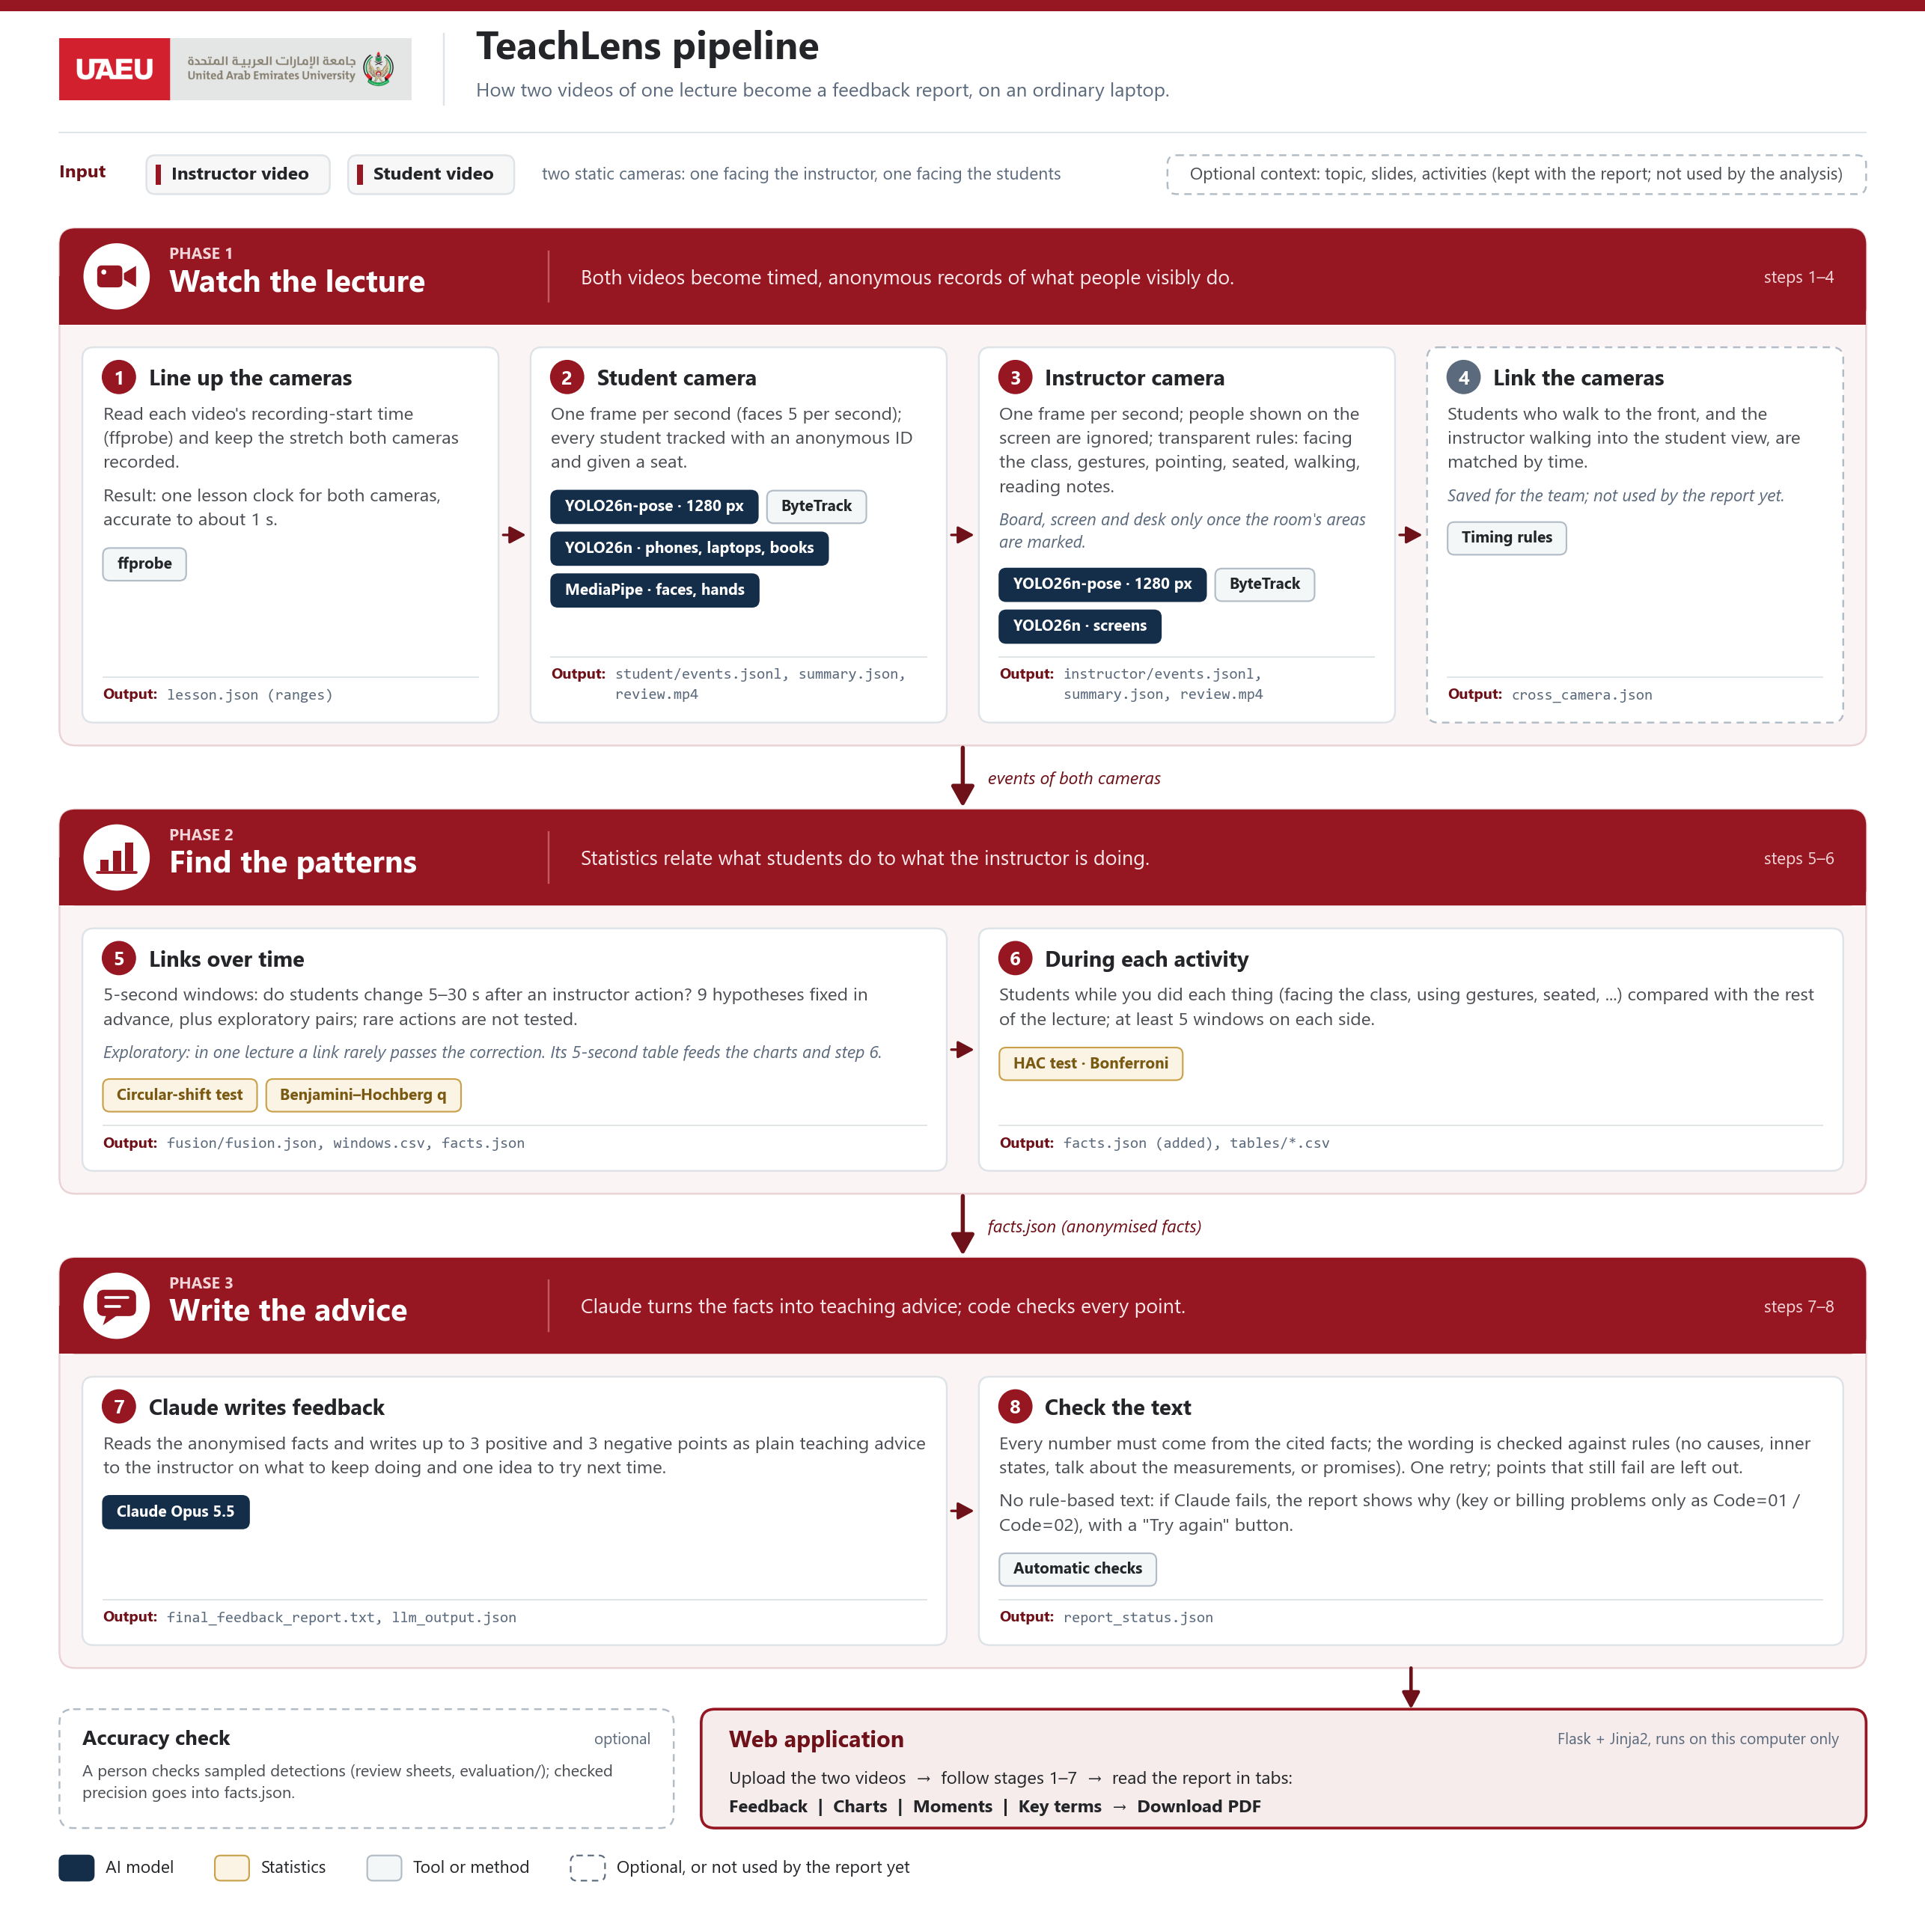 UAEU
جامعة الإمارات العربية المتحدة
United Arab Emirates University
TeachLens pipeline
How two videos of one lecture become a feedback report, on an ordinary laptop.
Input
Instructor video
Student video
two static cameras: one facing the instructor, one facing the students
Optional context: topic, slides, activities (kept with the report; not used by the analysis)
PHASE 1
Watch the lecture
Both videos become timed, anonymous records of what people visibly do.
steps 1–4
1 Line up the cameras
Read each video's recording-start time
(ffprobe) and keep the stretch both cameras
recorded.
Result: one lesson clock for both cameras,
accurate to about 1 s.
ffprobe
Output: lesson.json (ranges)
2 Student camera
One frame per second (faces 5 per second);
every student tracked with an anonymous ID
and given a seat.
YOLO26n-pose · 1280 px
ByteTrack
YOLO26n · phones, laptops, books
MediaPipe · faces, hands
Output: student/events.jsonl, summary.json,
review.mp4
3 Instructor camera
One frame per second; people shown on the
screen are ignored; transparent rules: facing
the class, gestures, pointing, seated, walking,
reading notes.
Board, screen and desk only once the room's areas
are marked.
YOLO26n-pose · 1280 px
ByteTrack
YOLO26n · screens
Output: instructor/events.jsonl,
summary.json, review.mp4
4 Link the cameras
Students who walk to the front, and the
instructor walking into the student view, are
matched by time.
Saved for the team; not used by the report yet.
Timing rules
Output: cross_camera.json
events of both cameras
PHASE 2
Find the patterns
Statistics relate what students do to what the instructor is doing.
steps 5–6
5 Links over time
5-second windows: do students change 5–30 s after an instructor action? 9 hypotheses fixed in
advance, plus exploratory pairs; rare actions are not tested.
Exploratory: in one lecture a link rarely passes the correction. Its 5-second table feeds the charts and step 6.
Circular-shift test
Benjamini–Hochberg q
Output: fusion/fusion.json, windows.csv, facts.json
6 During each activity
Students while you did each thing (facing the class, using gestures, seated, ...) compared with the rest
of the lecture; at least 5 windows on each side.
HAC test · Bonferroni
Output: facts.json (added), tables/*.csv
facts.json (anonymised facts)
PHASE 3
Write the advice
Claude turns the facts into teaching advice; code checks every point.
steps 7–8
7 Claude writes feedback
Reads the anonymised facts and writes up to 3 positive and 3 negative points as plain teaching advice
to the instructor on what to keep doing and one idea to try next time.
Claude Opus 5.5
Output: final_feedback_report.txt, llm_output.json
8 Check the text
Every number must come from the cited facts; the wording is checked against rules (no causes, inner
states, talk about the measurements, or promises). One retry; points that still fail are left out.
No rule-based text: if Claude fails, the report shows why (key or billing problems only as Code=01 /
Code=02), with a "Try again" button.
Automatic checks
Output: report_status.json
Accuracy check
optional
A person checks sampled detections (review sheets, evaluation/); checked
precision goes into facts.json.
Web application
Flask + Jinja2, runs on this computer only
Upload the two videos → follow stages 1–7 → read the report in tabs:
Feedback | Charts | Moments | Key terms → Download PDF
AI model
Statistics
Tool or method
Optional, or not used by the report yet